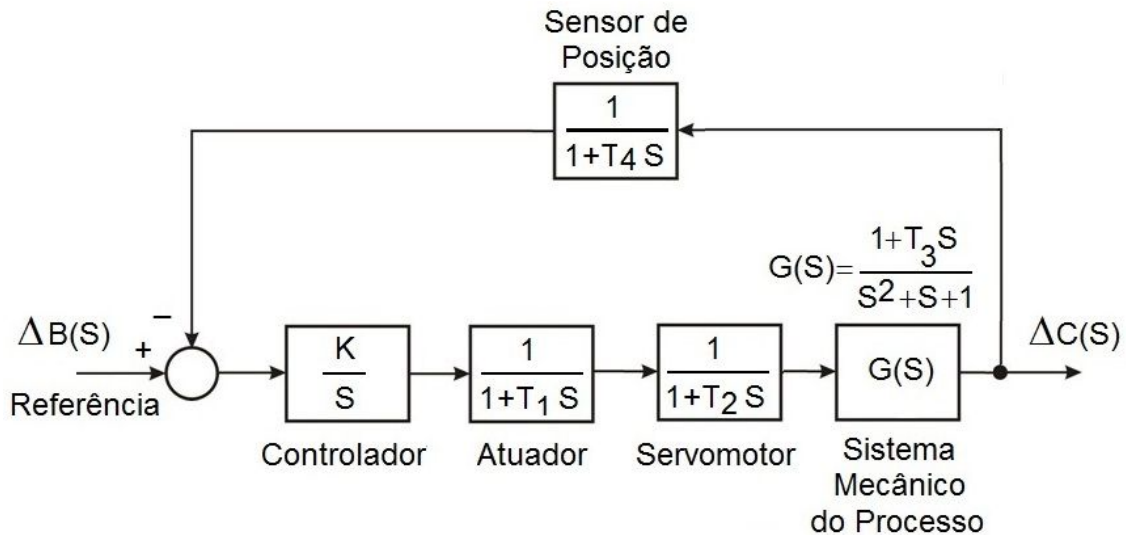 Sensor de
Posição
1
1+T4 S
G(S)= 1+T3S
S2+S+1
ΔB(S)
−
+
Referência
K
S
Controlador
1
1+T1 S
Atuador
1
1+T2 S
Servomotor
G(S)
Sistema
Mecânico
do Processo
ΔC(S)